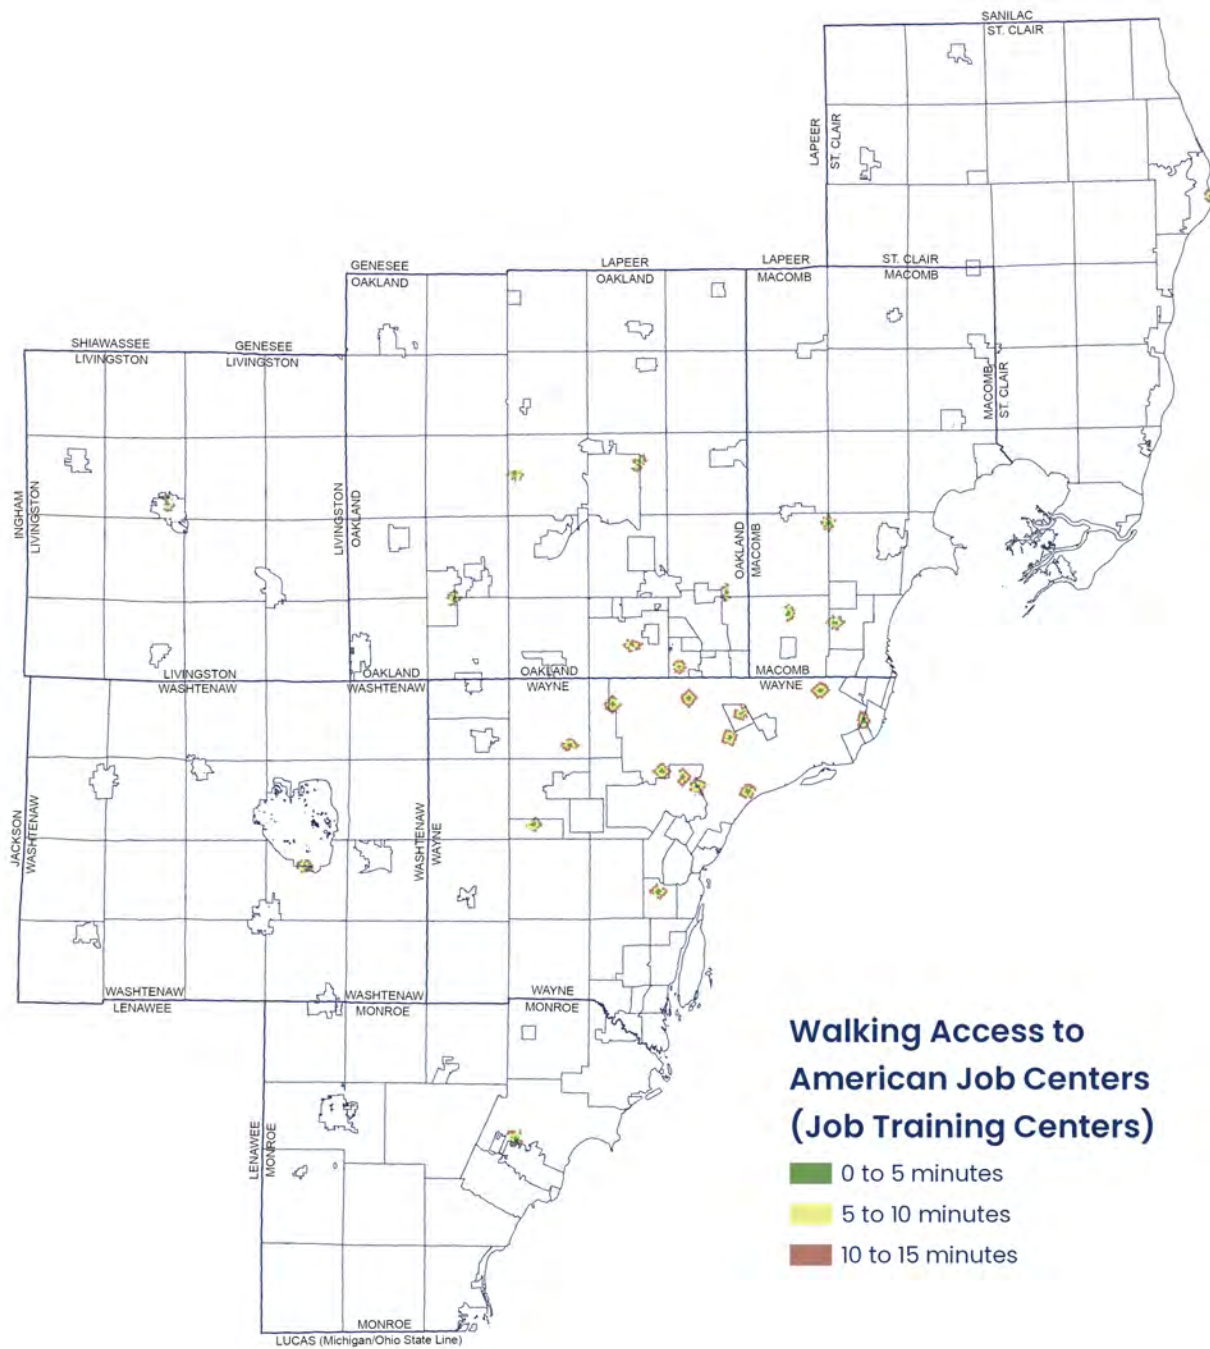 SANILAC
ST. CLAIR
LAPEER
ST. CLAIR
GENESEE
OAKLAND
LAPEER
OAKLAND
LAPEER
MACOMB
ST. CLAIR
MACOMB
SHIAWASSEE
LIVINGSTON
GENESEE
LIVINGSTON
MACOMB
ST. CLAIR
INGHAM
LIVINGSTON
LIVINGSTON
OAKLAND
OAKLAND
MACOMB
LIVINGSTON
WASHTENAW
OAKLAND
WASHTENAW
OAKLAND
WAYNE
MACOMB
WAYNE
JACKSON
WASHTENAW
WASHTENAW
WAYNE
WASHTENAW
LENAWEE
WASHTENAW
MONROE
WAYNE
MONROE
LENAWEE
MONROE
MONROE
LUCAS (Michigan/Ohio State Line)
Walking Access to
American Job Centers
(Job Training Centers)
0 to 5 minutes
5 to 10 minutes
10 to 15 minutes